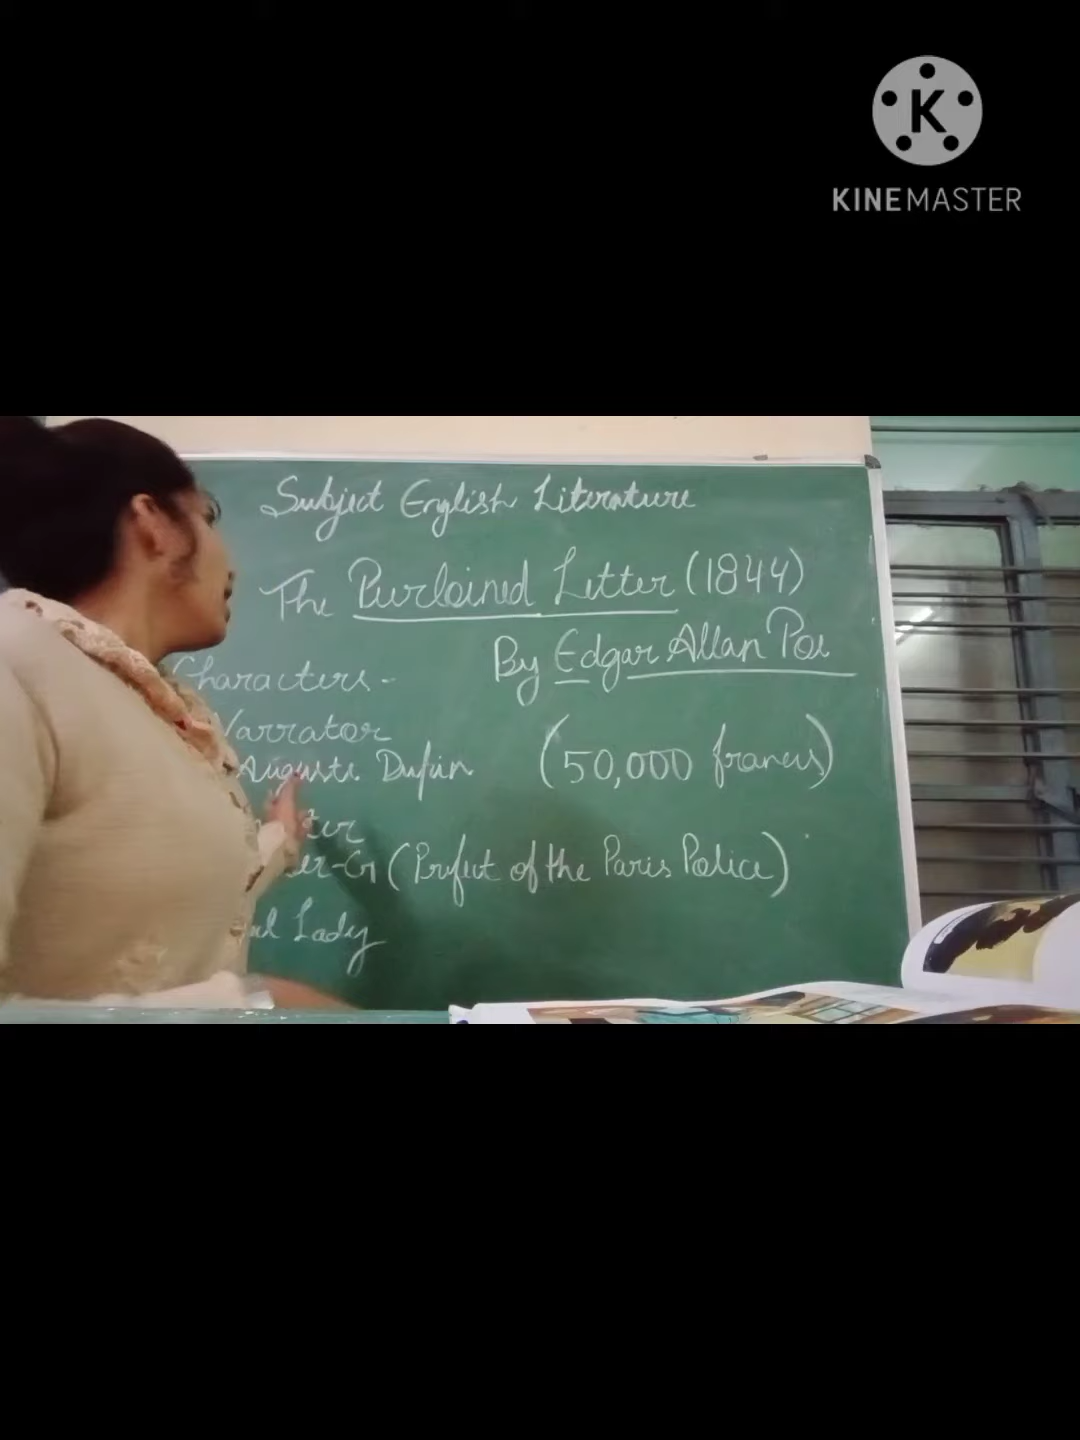 K
KINEMASTER
Subject English Literature
The Purloined Letter (1844)
By Edgar Allan Poe
Characters -
Narrator
Auguste Dupin
(50,000 francs)
G (Prefect of the Paris Police)
Lady